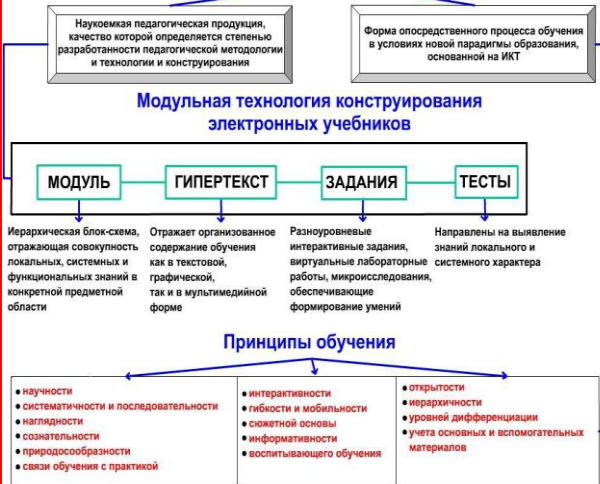 Наукоемкая педагогическая продукция,
качество которой определяется степенью
разработанности педагогической методологии
и технологии и конструирования
Форма опосредственного процесса обучения
в условиях новой парадигмы образования,
основанной на ИКТ
Модульная технология конструирования
электронных учебников
МОДУЛЬ
ГИПЕРТЕКСТ
ЗАДАНИЯ
ТЕСТЫ
Иерархическая блок-схема,
отражающая совокупность
локальных, системных и
функциональных знаний в
конкретной предметной
области
Отражает организованное
содержание обучения
как в текстовой,
графической,
так и в мультимедийной
форме
Разноуровневые
интерактивные задания,
виртуальные лабораторные
работы, микроисследования,
обеспечивающие
формирование умений
Направлены на выявление
знаний локального и
системного характера
Принципы обучения
• научности
• систематичности и последовательности
• наглядности
• сознательности
• природосообразности
• связи обучения с практикой
• интерактивности
• гибкости и мобильности
• сюжетной основы
• информативности
• воспитывающего обучения
• открытости
• иерархичности
• уровней дифференциации
• учета основных и вспомогательных
материалов